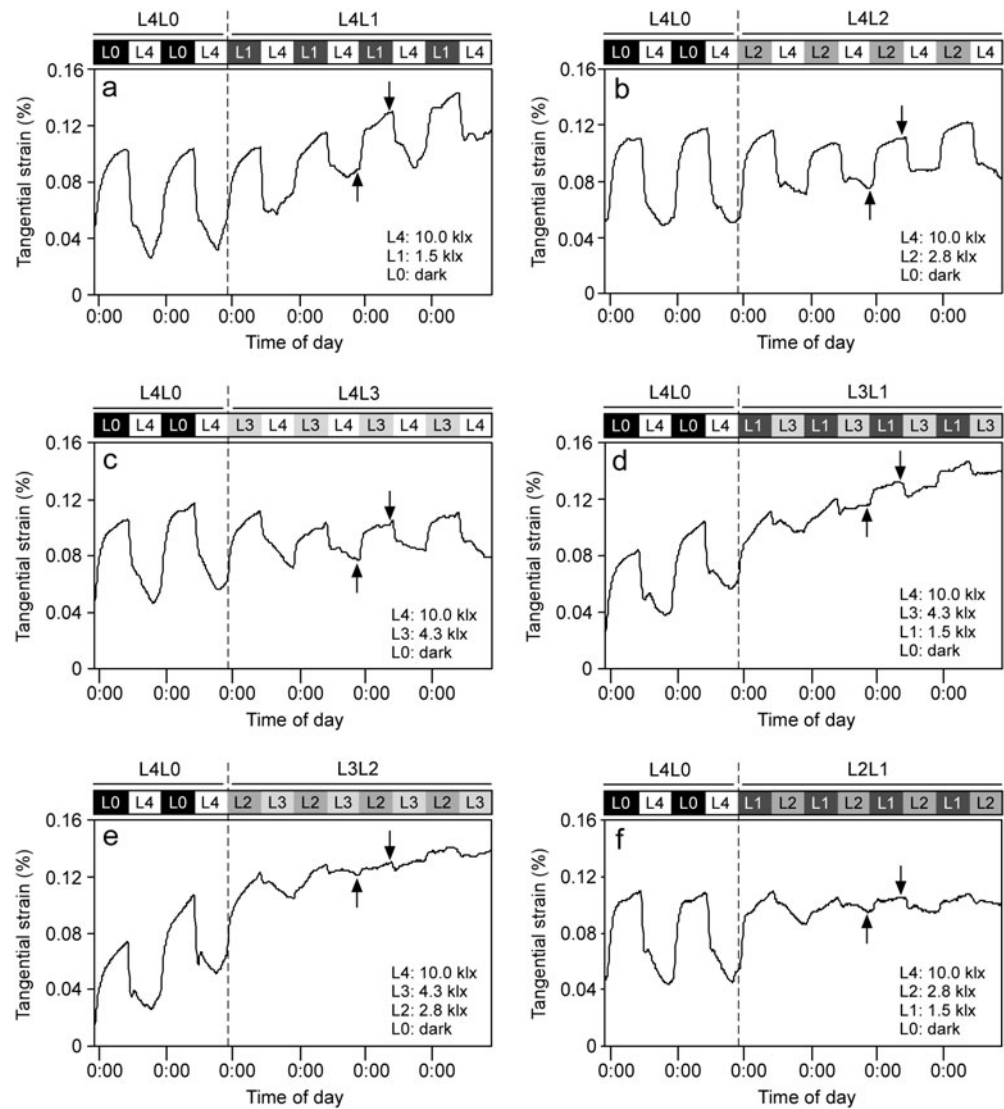 L4L0 L4L1
L0 L4 L0 L4 L1 L4 L1 L4 L1 L4 L1 L4
a
Tangential strain (%)
0.16
0.12
0.08
0.04
0
L4: 10.0 klx
L1: 1.5 klx
L0: dark
0:00 0:00 0:00 0:00 0:00 0:00
Time of day
L4L0 L4L2
L0 L4 L0 L4 L2 L4 L2 L4 L2 L4 L2 L4
b
Tangential strain (%)
0.16
0.12
0.08
0.04
0
L4: 10.0 klx
L2: 2.8 klx
L0: dark
0:00 0:00 0:00 0:00 0:00 0:00
Time of day
L4L0 L4L3
L0 L4 L0 L4 L3 L4 L3 L4 L3 L4 L3 L4
c
Tangential strain (%)
0.16
0.12
0.08
0.04
0
L4: 10.0 klx
L3: 4.3 klx
L0: dark
0:00 0:00 0:00 0:00 0:00 0:00
Time of day
L4L0 L3L1
L0 L4 L0 L4 L1 L3 L1 L3 L1 L3 L1 L3
d
Tangential strain (%)
0.16
0.12
0.08
0.04
0
L4: 10.0 klx
L3: 4.3 klx
L1: 1.5 klx
L0: dark
0:00 0:00 0:00 0:00 0:00 0:00
Time of day
L4L0 L3L2
L0 L4 L0 L4 L2 L3 L2 L3 L2 L3 L2 L3
e
Tangential strain (%)
0.16
0.12
0.08
0.04
0
L4: 10.0 klx
L3: 4.3 klx
L2: 2.8 klx
L0: dark
0:00 0:00 0:00 0:00 0:00 0:00
Time of day
L4L0 L2L1
L0 L4 L0 L4 L1 L2 L1 L2 L1 L2 L1 L2
f
Tangential strain (%)
0.16
0.12
0.08
0.04
0
L4: 10.0 klx
L2: 2.8 klx
L1: 1.5 klx
L0: dark
0:00 0:00 0:00 0:00 0:00 0:00
Time of day